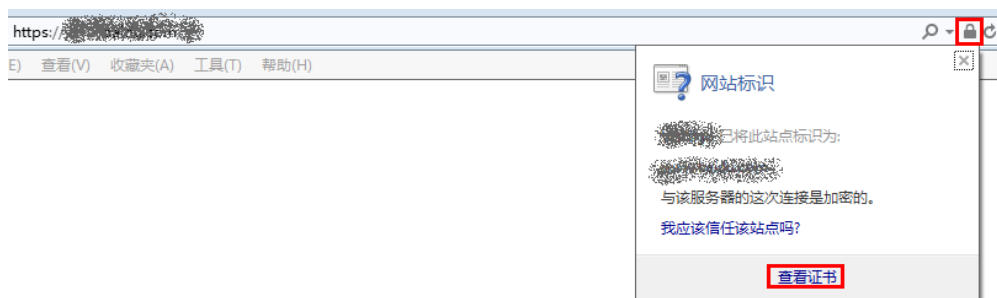 https://
E) 查看(V) 收藏夹(A) 工具(T) 帮助(H)
网站标识
已将此站点标识为:
与该服务器的这次连接是加密的。
我应该信任该站点吗?
查看证书